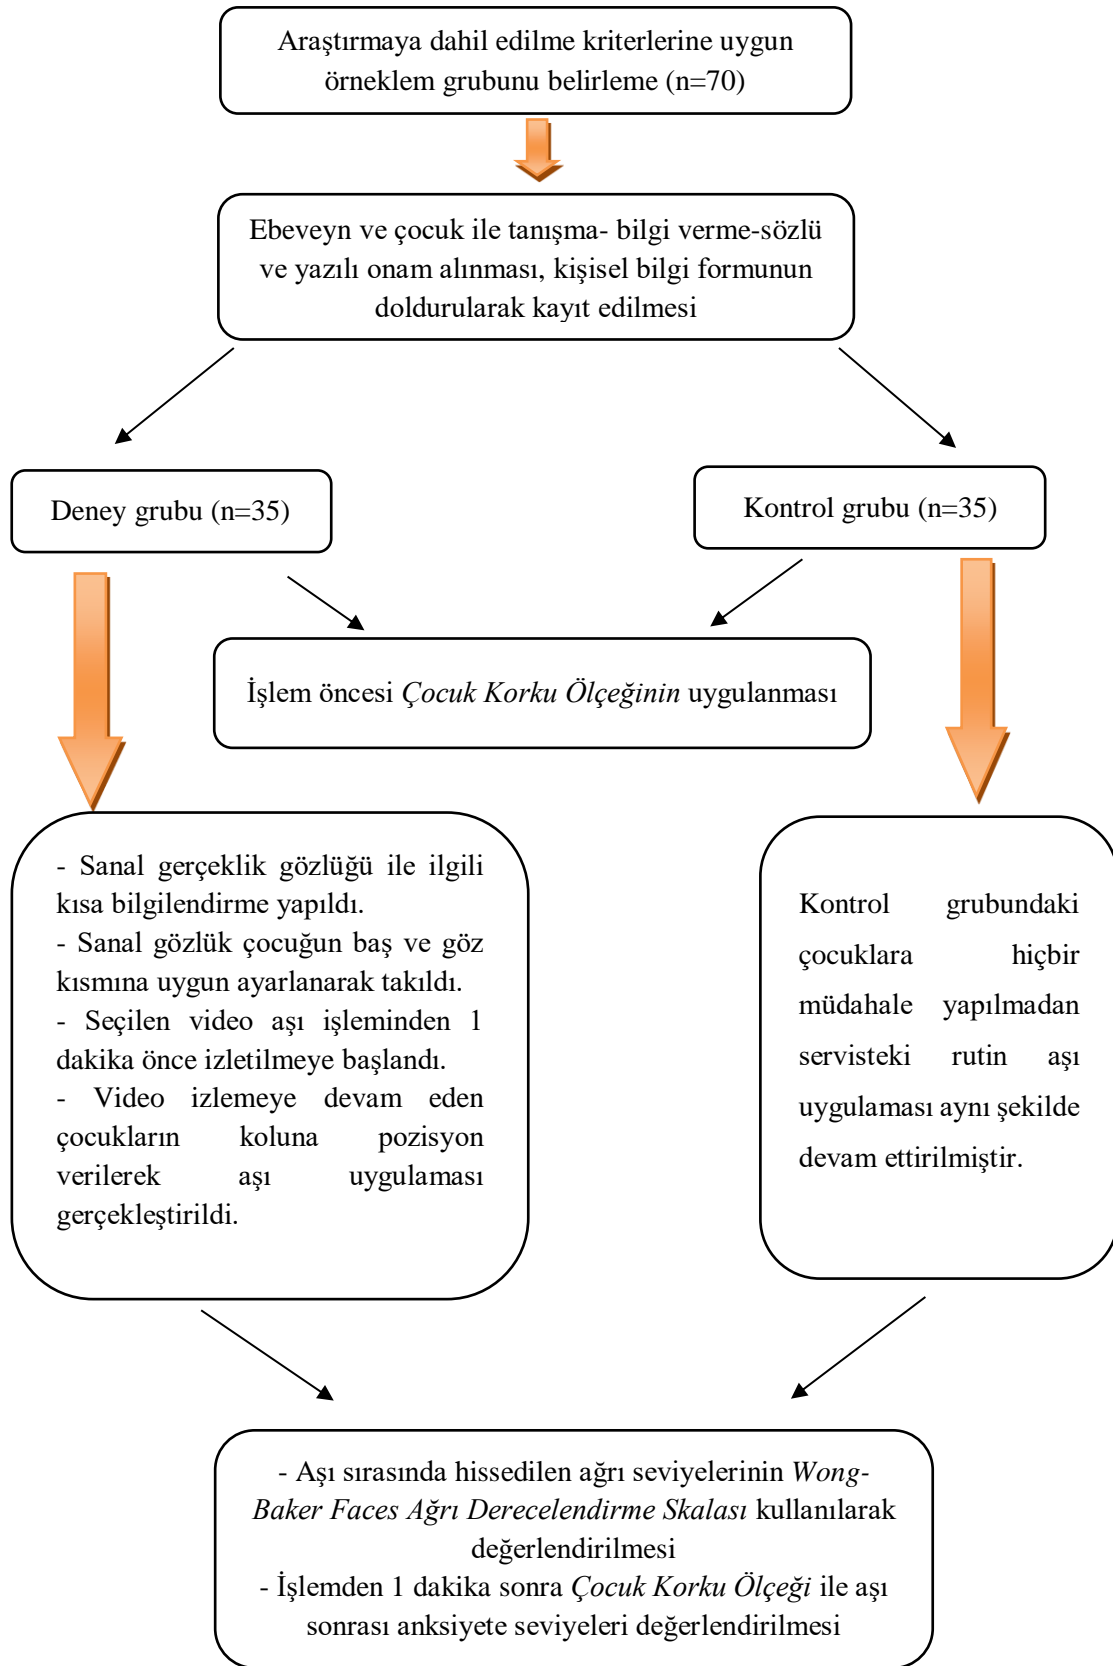 Araştırmaya dahil edilme kriterlerine uygun
örneklem grubunu belirleme (n=70)
Ebeveyn ve çocuk ile tanışma- bilgi verme-sözlü
ve yazılı onam alınması, kişisel bilgi formunun
doldurularak kayıt edilmesi
Deney grubu (n=35)
Kontrol grubu (n=35)
İşlem öncesi Çocuk Korku Ölçeğinin uygulanması
- Sanal gerçeklik gözlüğü ile ilgili
kısa bilgilendirme yapıldı.
- Sanal gözlük çocuğun baş ve göz
kısmına uygun ayarlanarak takıldı.
- Seçilen video aşı işleminden 1
dakika önce izletilmeye başlandı.
- Video izlemeye devam eden
çocukların koluna pozisyon
verilerek aşı uygulaması
gerçekleştirildi.
Kontrol grubundaki
çocuklara hiçbir
müdahale yapılmadan
servisteki rutin aşı
uygulaması aynı şekilde
devam ettirilmiştir.
- Aşı sırasında hissedilen ağrı seviyelerinin Wong-
Baker Faces Ağrı Derecelendirme Skalası kullanılarak
değerlendirilmesi
- İşlemden 1 dakika sonra Çocuk Korku Ölçeği ile aşı
sonrası anksiyete seviyeleri değerlendirilmesi